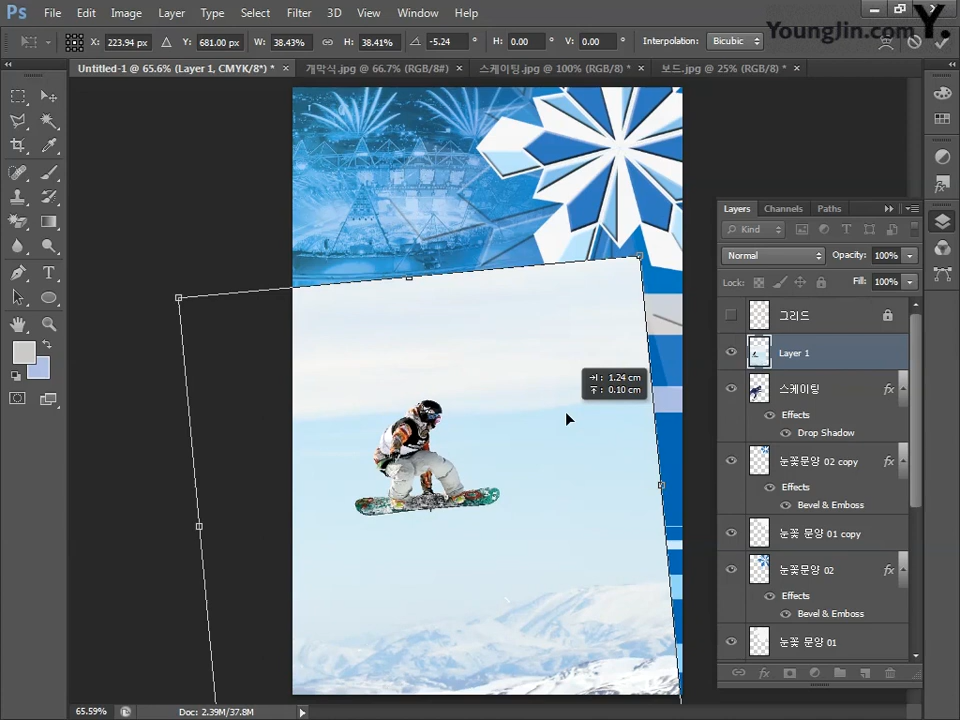 Ps File Edit Image Layer Type Select Filter 3D View Window Help
YoungJin.com Y.
X: 223.94 px Y: 681.00 px W: 38.43% H: 38.41% -5.24 ° H: 0.00 ° V: 0.00 ° Interpolation: Bicubic
Untitled-1 @ 65.6% (Layer 1, CMYK/8*) * × 개막식.jpg @ 66.7% (RGB/8#) × 스케이팅.jpg @ 100% (RGB/8) * × 보드.jpg @ 25% (RGB/8) * ×
Layers Channels Paths
Kind
Normal Opacity: 100%
Lock: Fill: 100%
그리드
Layer 1
스케이팅 fx
Effects
Drop Shadow
눈꽃문양 02 copy fx
Effects
Bevel & Emboss
눈꽃 문양 01 copy
눈꽃문양 02 fx
Effects
Bevel & Emboss
눈꽃 문양 01
fx
: 1.24 cm
: 0.10 cm
65.59% Doc: 2.39M/37.8M